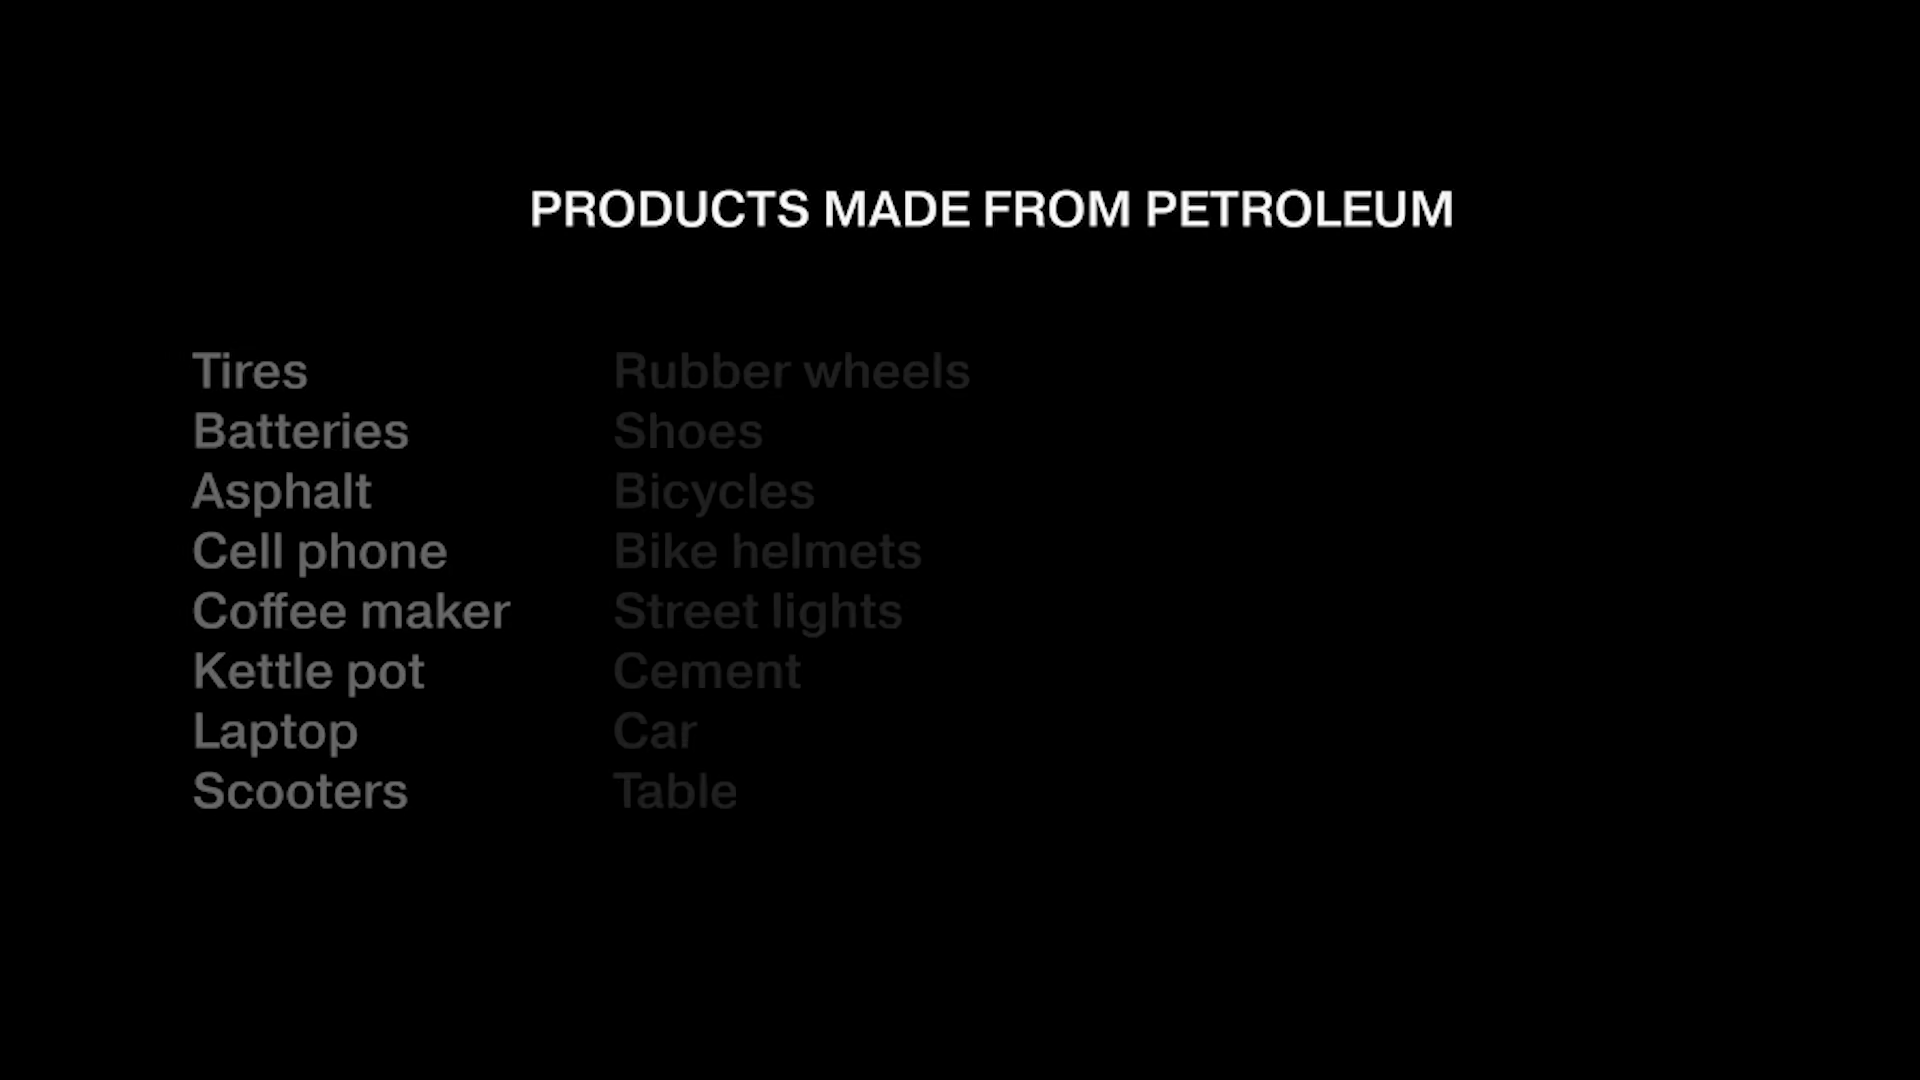 PRODUCTS MADE FROM PETROLEUM
Tires
Batteries
Asphalt
Cell phone
Coffee maker
Kettle pot
Laptop
Scooters
Rubber wheels
Shoes
Bicycles
Bike helmets
Street lights
Cement
Car
Table